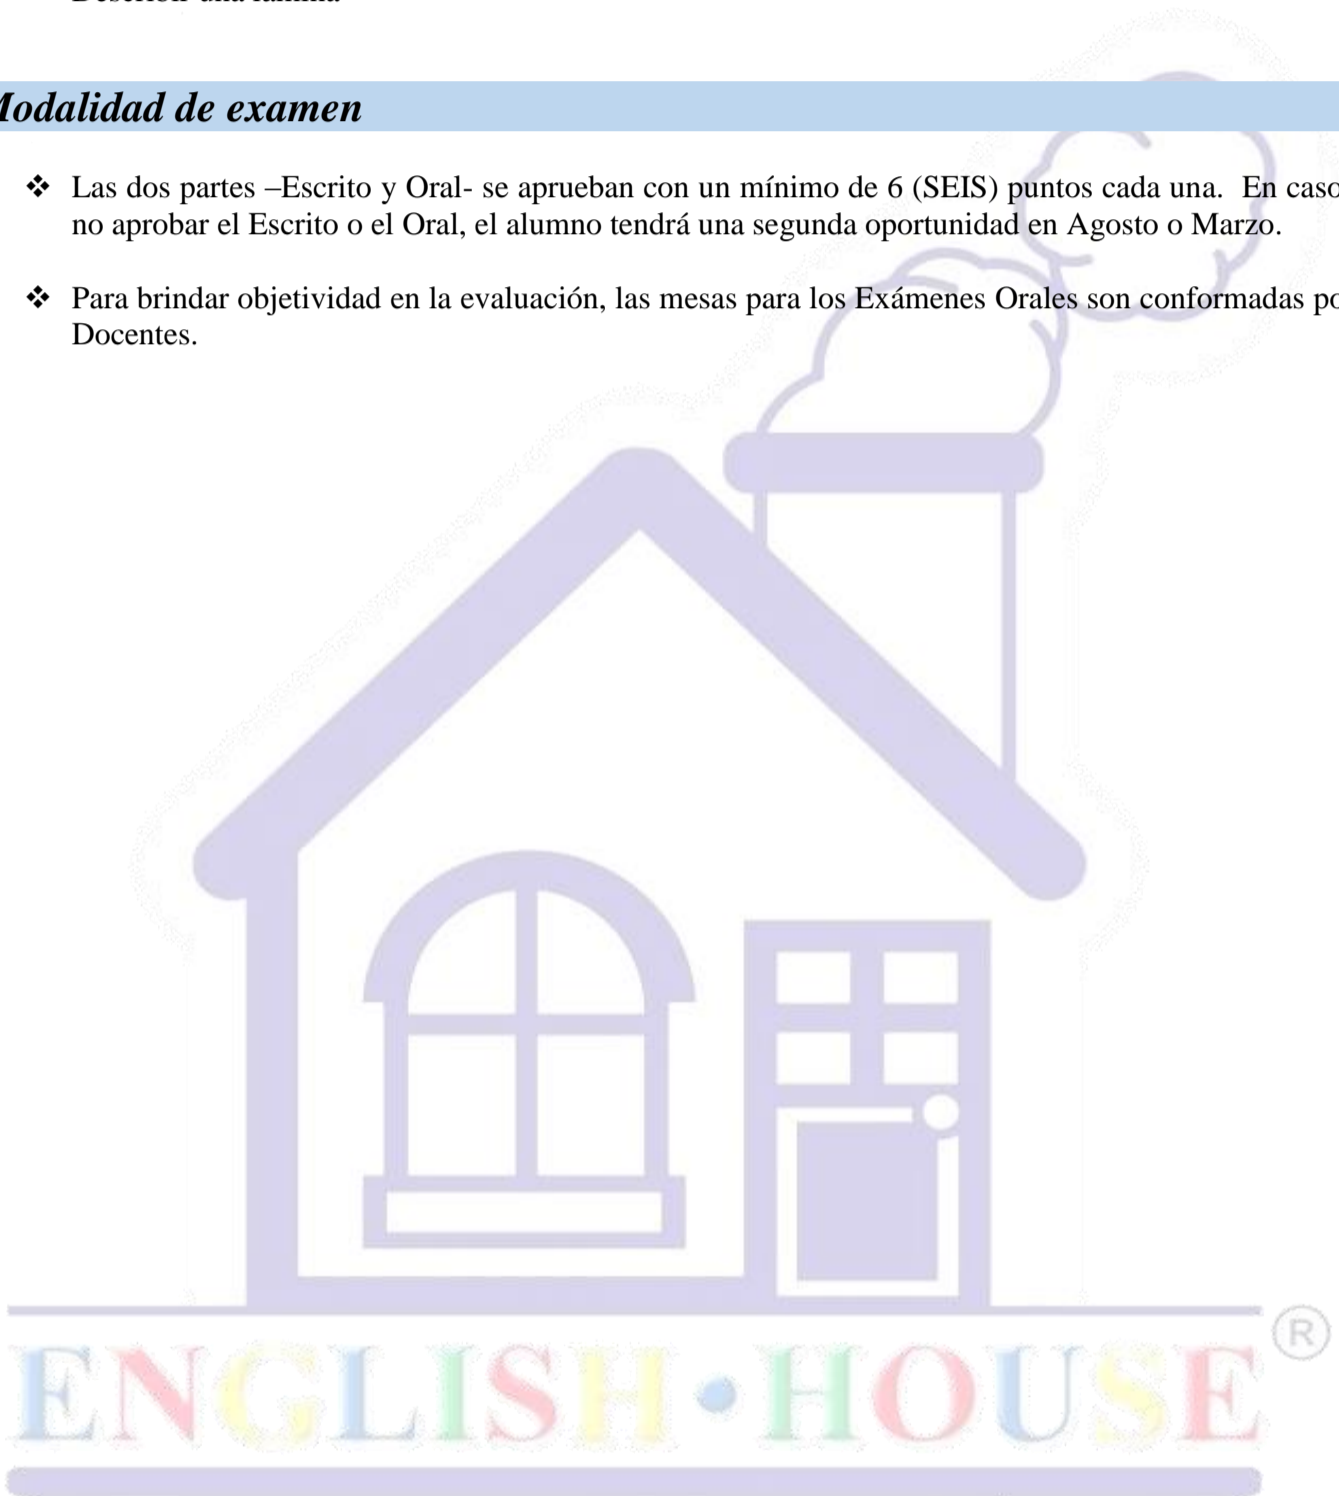 Modalidad de examen
❖ Las dos partes –Escrito y Oral- se aprueban con un mínimo de 6 (SEIS) puntos cada una. En caso
no aprobar el Escrito o el Oral, el alumno tendrá una segunda oportunidad en Agosto o Marzo.
❖ Para brindar objetividad en la evaluación, las mesas para los Exámenes Orales son conformadas po
Docentes.
®
ENGLISH•HOUSE